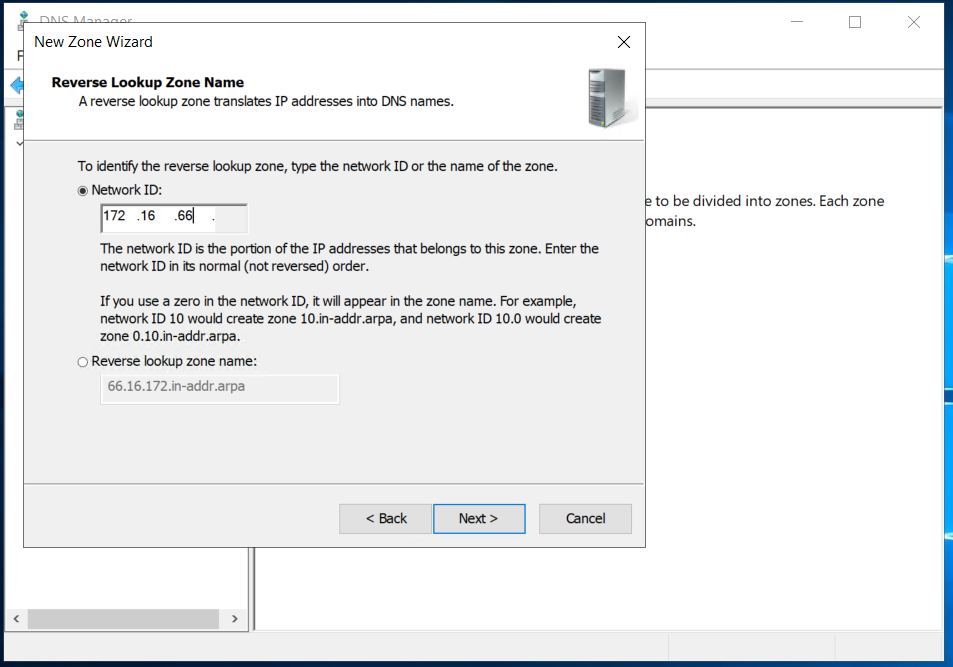 DNS Manager
New Zone Wizard
F
Reverse Lookup Zone Name
A reverse lookup zone translates IP addresses into DNS names.
To identify the reverse lookup zone, type the network ID or the name of the zone.
Network ID:
172 .16 .66 .
e to be divided into zones. Each zone
omains.
The network ID is the portion of the IP addresses that belongs to this zone. Enter the
network ID in its normal (not reversed) order.
If you use a zero in the network ID, it will appear in the zone name. For example,
network ID 10 would create zone 10.in-addr.arpa, and network ID 10.0 would create
zone 0.10.in-addr.arpa.
Reverse lookup zone name:
66.16.172.in-addr.arpa
< Back
Next >
Cancel